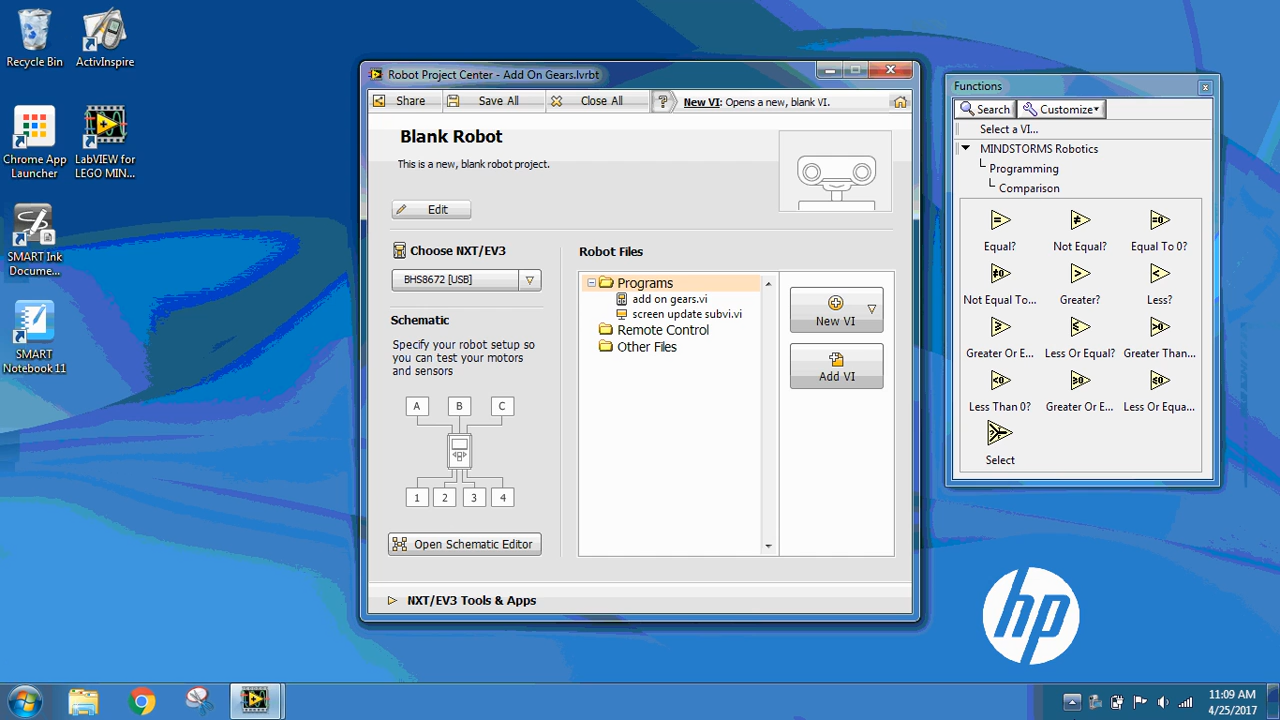 Recycle Bin
ActivInspire
Chrome App
Launcher
LabVIEW for
LEGO MIN...
SMART Ink
Docume...
SMART
Notebook 11
Robot Project Center - Add On Gears.lvrbt
Share
Save All
Close All
?
New VI: Opens a new, blank VI.
Blank Robot
This is a new, blank robot project.
Edit
Choose NXT/EV3
BHS8672 [USB]
Schematic
Specify your robot setup so
you can test your motors
and sensors
A B C
1 2 3 4
Open Schematic Editor
Robot Files
Programs
add on gears.vi
screen update subvi.vi
Remote Control
Other Files
New VI
Add VI
NXT/EV3 Tools & Apps
Functions
Search
Customize
Select a VI...
MINDSTORMS Robotics
Programming
Comparison
Equal? Not Equal? Equal To 0?
Not Equal To... Greater? Less?
Greater Or E... Less Or Equal? Greater Than...
Less Than 0? Greater Or E... Less Or Equa...
Select
hp
11:09 AM
4/25/2017